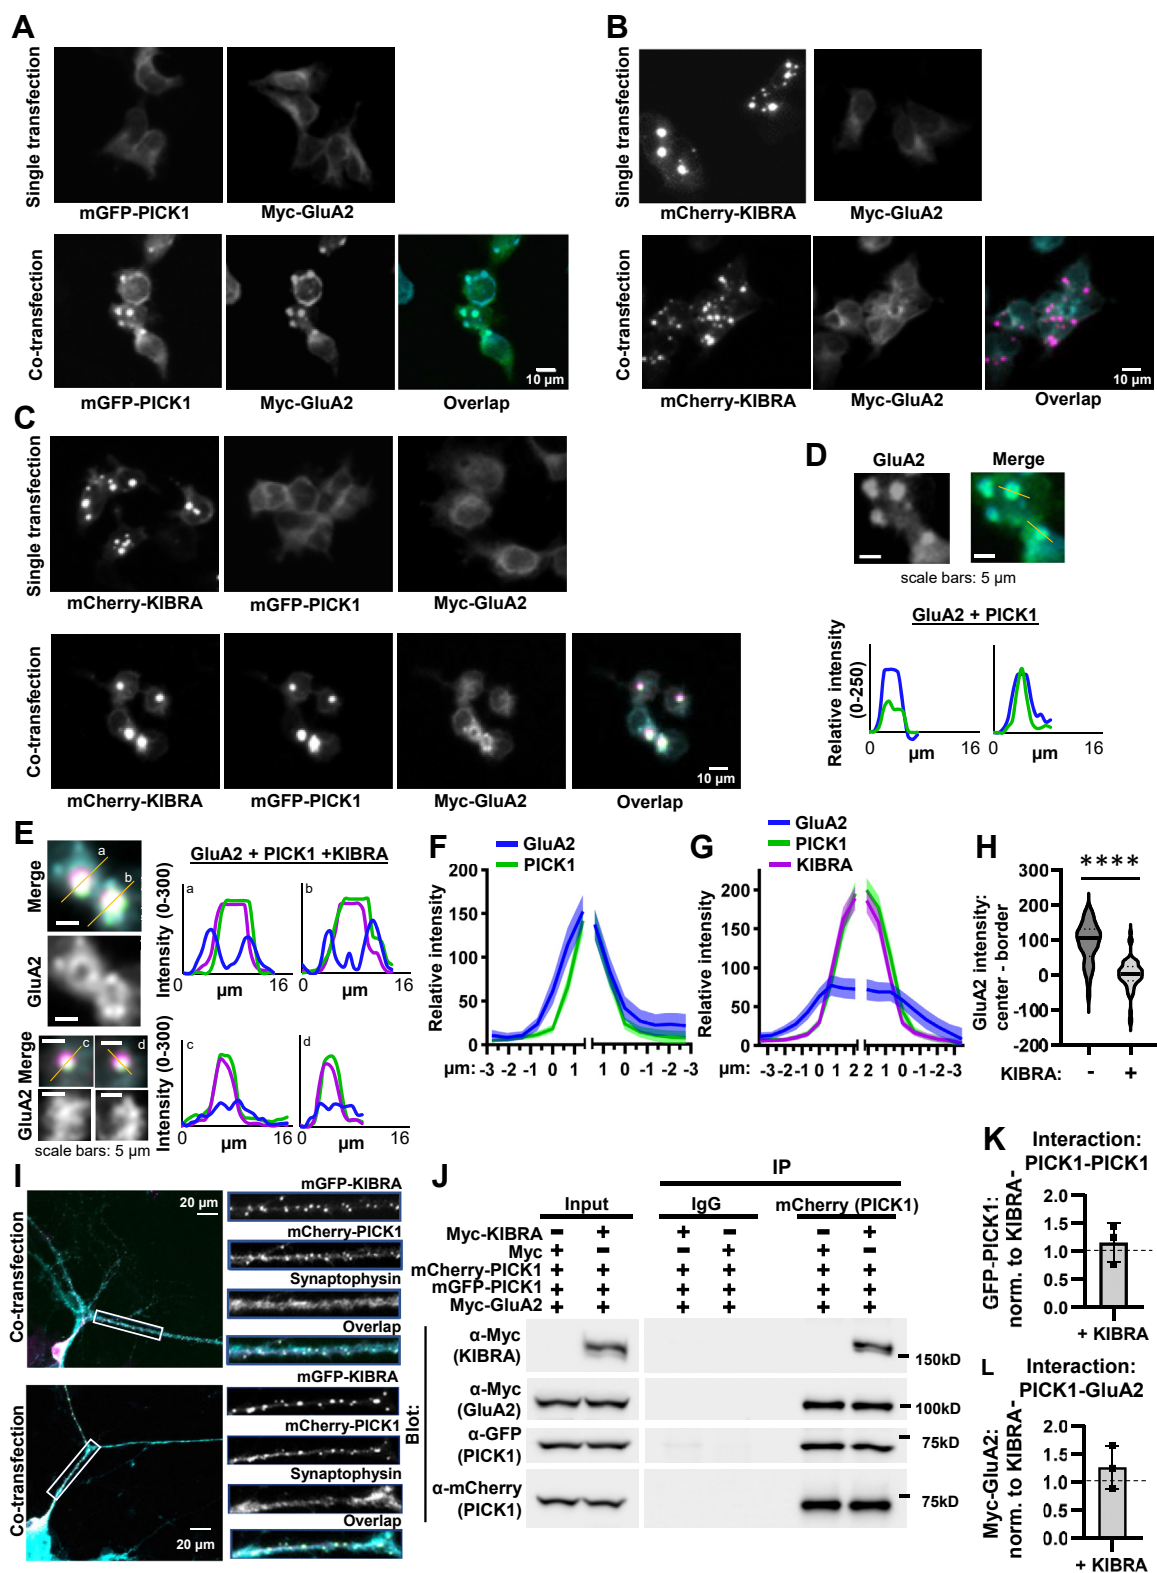 A
Single transfection
mGFP-PICK1 Myc-GluA2
Co-transfection
10 µm
mGFP-PICK1 Myc-GluA2 Overlap
B
Single transfection
mCherry-KIBRA Myc-GluA2
Co-transfection
10 µm
mCherry-KIBRA Myc-GluA2 Overlap
C
Single transfection
mCherry-KIBRA mGFP-PICK1 Myc-GluA2
Co-transfection
10 µm
mCherry-KIBRA mGFP-PICK1 Myc-GluA2 Overlap
D
GluA2 Merge
scale bars: 5 µm
GluA2 + PICK1
Relative intensity
(0-250)
0 µm 16 0 µm 16
E
Merge
a
b
GluA2
Merge
c d
GluA2
scale bars: 5 µm
GluA2 + PICK1 +KIBRA
Intensity (0-300)
a b
0 µm 16 0 µm 16
Intensity (0-300)
c d
0 µm 16 0 µm 16
F
GluA2
PICK1
Relative intensity
200
150
100
50
0
µm: -3 -2 -1 0 1 1 0 -1 -2 -3
G
GluA2
PICK1
KIBRA
Relative intensity
200
150
100
50
0
µm: -3 -2 -1 0 1 2 2 1 0 -1 -2 -3
H
GluA2 intensity:
center - border
****
300
200
100
0
-100
-200
KIBRA: - +
I
Co-transfection
20 µm
mGFP-KIBRA
mCherry-PICK1
Synaptophysin
Overlap
Co-transfection
20 µm
mGFP-KIBRA
mCherry-PICK1
Synaptophysin
Overlap
J
IP
Input IgG mCherry (PICK1)
Myc-KIBRA - + + - - +
Myc + - - + + -
mCherry-PICK1 + + + + + +
mGFP-PICK1 + + + + + +
Myc-GluA2 + + + + + +
Blot:
α-Myc
(KIBRA)
150kD
α-Myc
(GluA2)
100kD
α-GFP
(PICK1)
75kD
α-mCherry
(PICK1)
75kD
K
Interaction:
PICK1-PICK1
GFP-PICK1:
norm. to KIBRA-
2.0
1.5
1.0
0.5
0.0
+ KIBRA
L
Interaction:
PICK1-GluA2
Myc-GluA2:
norm. to KIBRA-
2.0
1.5
1.0
0.5
0.0
+ KIBRA